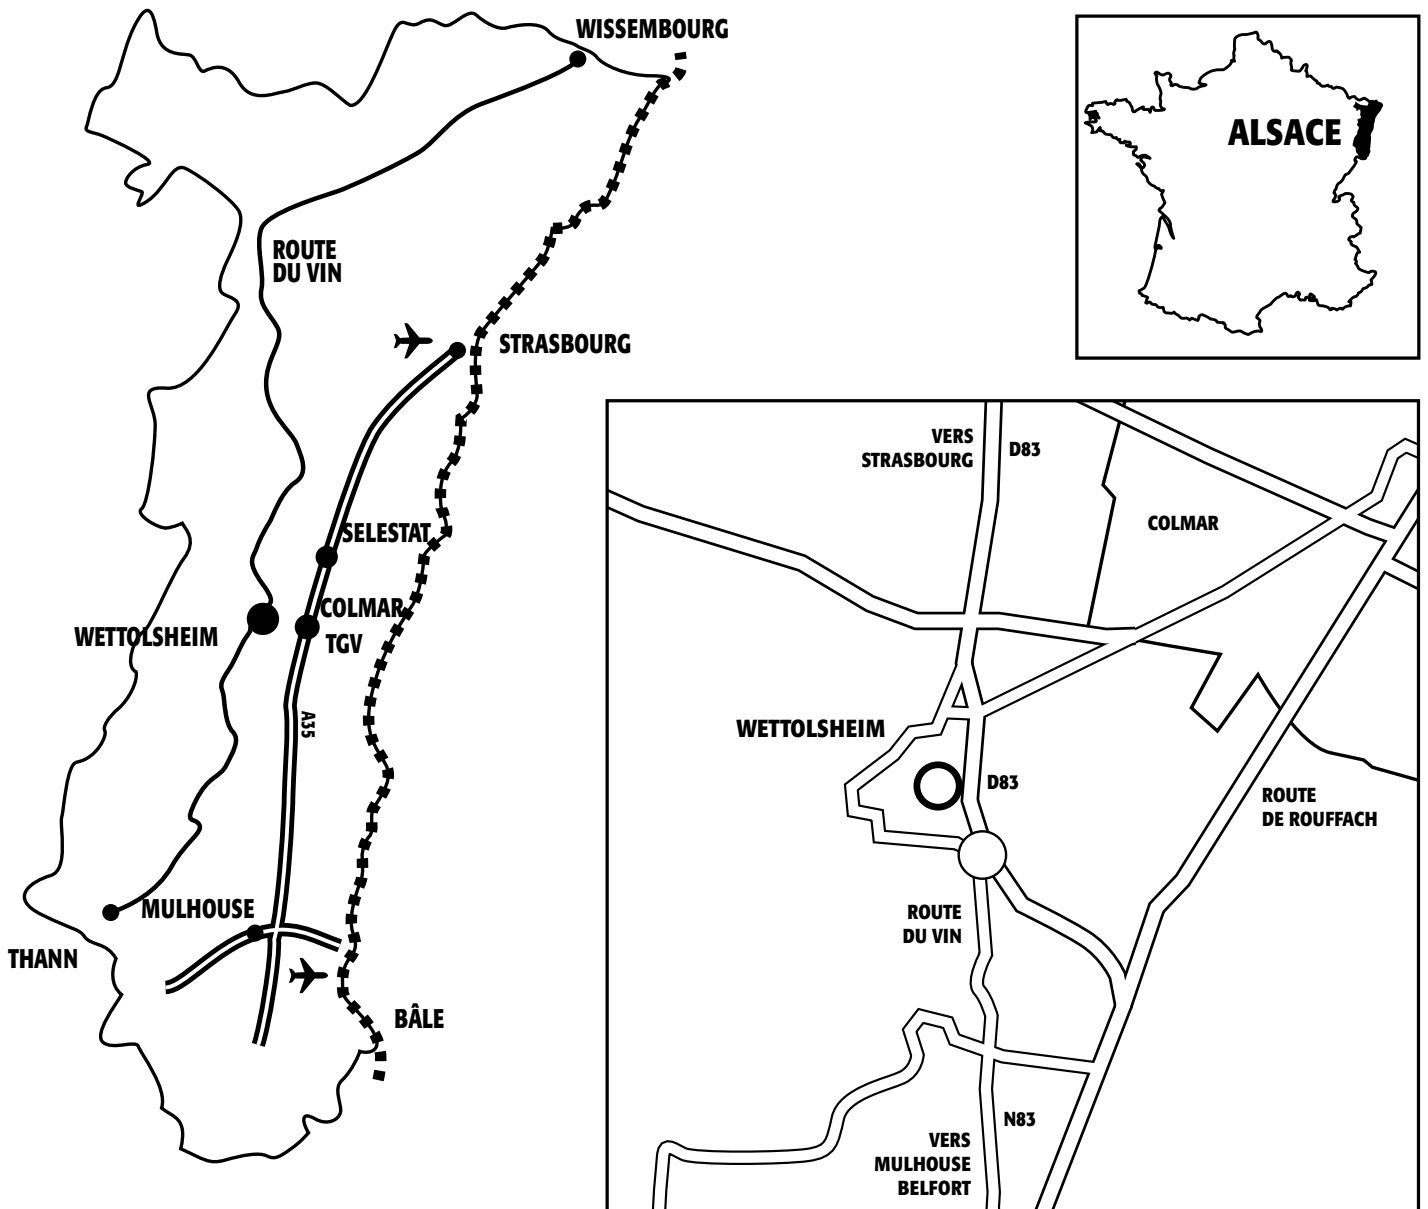 WISSEMBOURG
ROUTE
DU VIN
STRASBOURG
SELESTAT
COLMAR
TGV
WETTOLSHEIM
A35
MULHOUSE
THANN
BÂLE
ALSACE
VERS
STRASBOURG
D83
COLMAR
WETTOLSHEIM
D83
ROUTE
DE ROUFFACH
ROUTE
DU VIN
N83
VERS
MULHOUSE
BELFORT